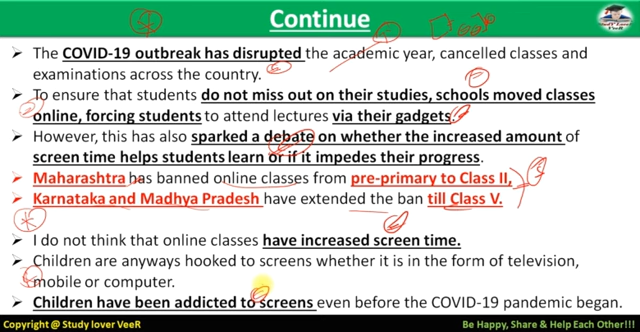 Continue
Study lover VeeR
➢ The COVID-19 outbreak has disrupted the academic year, cancelled classes and
examinations across the country.
➢ To ensure that students do not miss out on their studies, schools moved classes
online, forcing students to attend lectures via their gadgets.
➢ However, this has also sparked a debate on whether the increased amount of
screen time helps students learn or if it impedes their progress.
➢ Maharashtra has banned online classes from pre-primary to Class II,
➢ Karnataka and Madhya Pradesh have extended the ban till Class V.
➢ I do not think that online classes have increased screen time.
➢ Children are anyways hooked to screens whether it is in the form of television,
mobile or computer.
➢ Children have been addicted to screens even before the COVID-19 pandemic began.
Copyright @ Study lover VeeR
Be Happy, Share & Help Each Other!!!